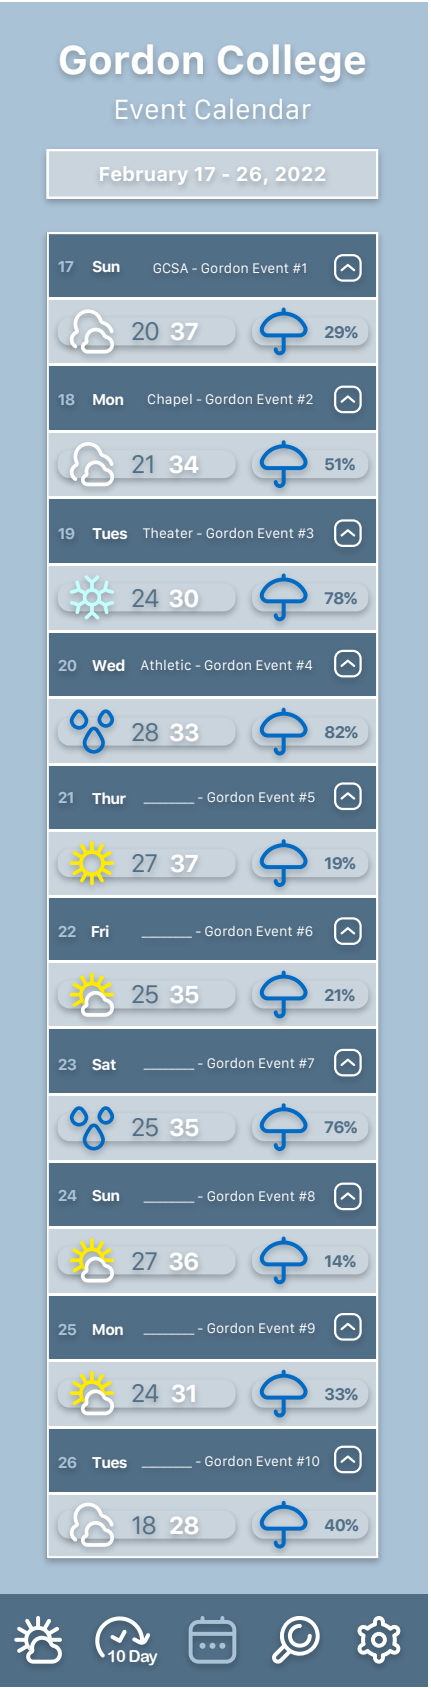 Gordon College
Event Calendar
February 17 - 26, 2022
17 Sun GCSA - Gordon Event #1
20 37 29%
18 Mon Chapel - Gordon Event #2
21 34 51%
19 Tues Theater - Gordon Event #3
24 30 78%
20 Wed Athletic - Gordon Event #4
28 33 82%
21 Thur ______ - Gordon Event #5
27 37 19%
22 Fri ______ - Gordon Event #6
25 35 21%
23 Sat ______ - Gordon Event #7
25 35 76%
24 Sun ______ - Gordon Event #8
27 36 14%
25 Mon ______ - Gordon Event #9
24 31 33%
26 Tues ______ - Gordon Event #10
18 28 40%
10 Day